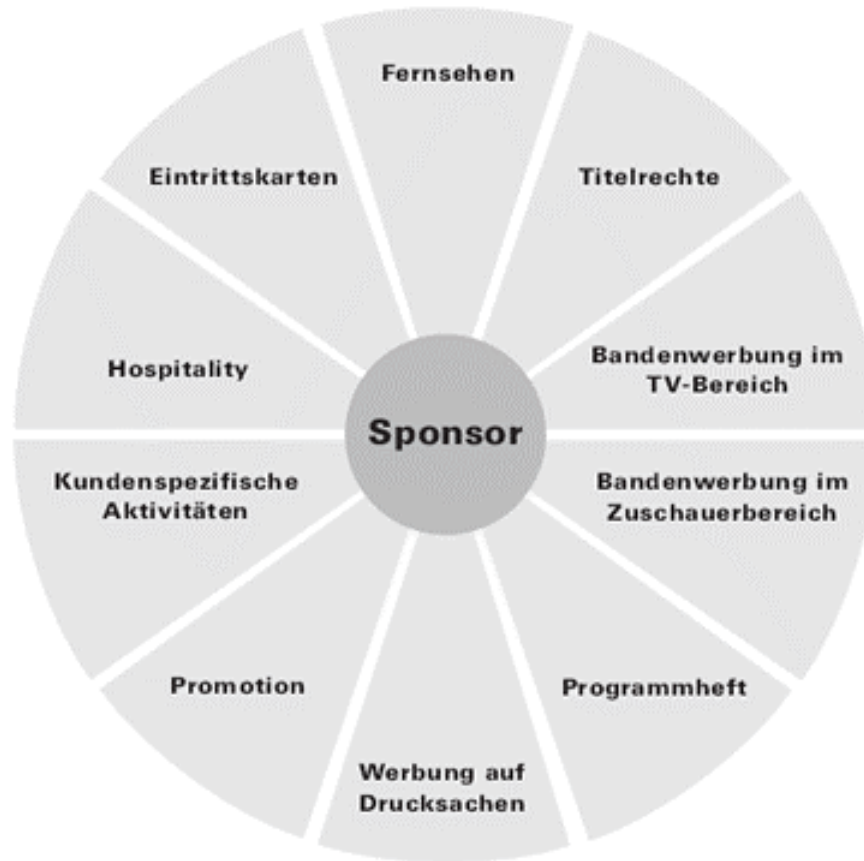 Fernsehen
Titelrechte
Bandenwerbung im
TV-Bereich
Bandenwerbung im
Zuschauerbereich
Programmheft
Werbung auf
Drucksachen
Promotion
Kundenspezifische
Aktivitäten
Hospitality
Eintrittskarten
Sponsor